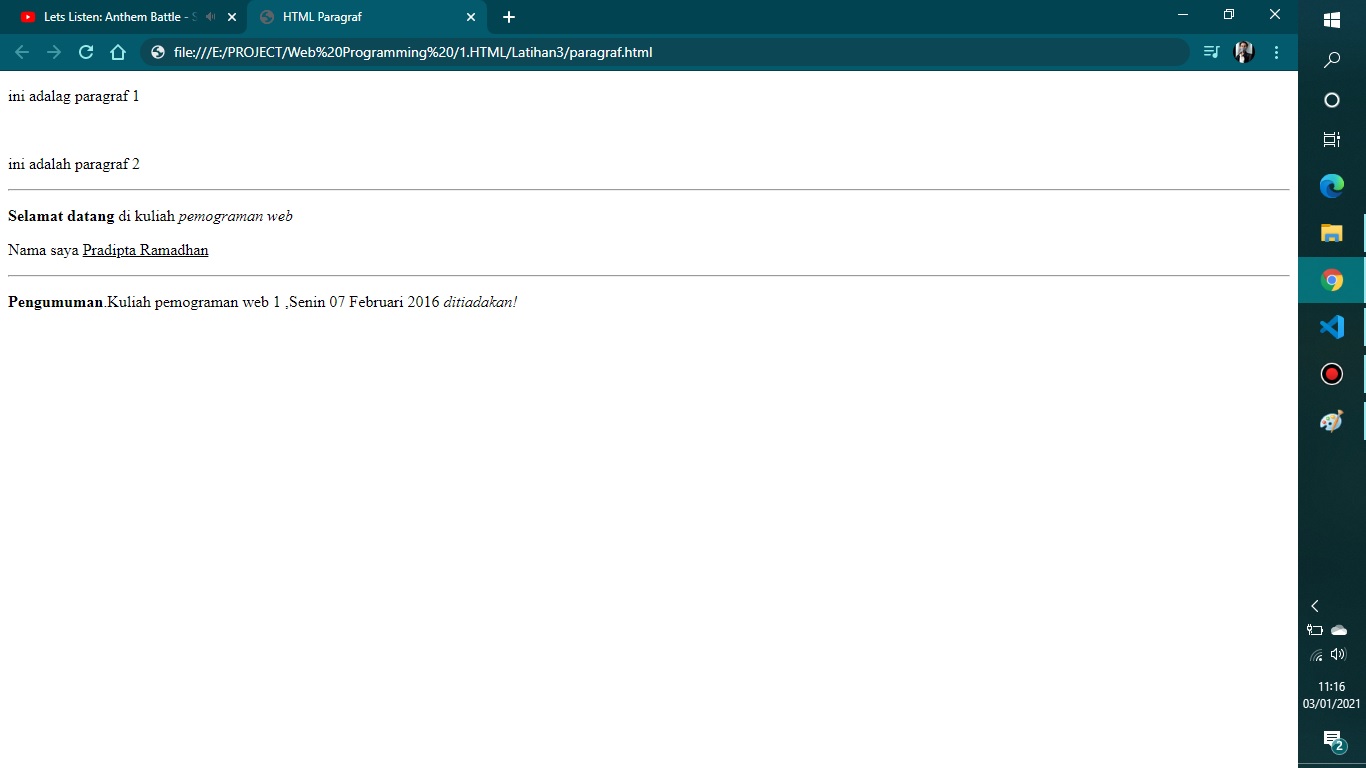 Lets Listen: Anthem Battle -
HTML Paragraf
file:///E:/PROJECT/Web%20Programming%20/1.HTML/Latihan3/paragraf.html
ini adalag paragraf 1
ini adalah paragraf 2
Selamat datang di kuliah pemograman web
Nama saya Pradipta Ramadhan
Pengumuman.Kuliah pemograman web 1 ,Senin 07 Februari 2016 ditiadakan!
11:16
03/01/2021
2